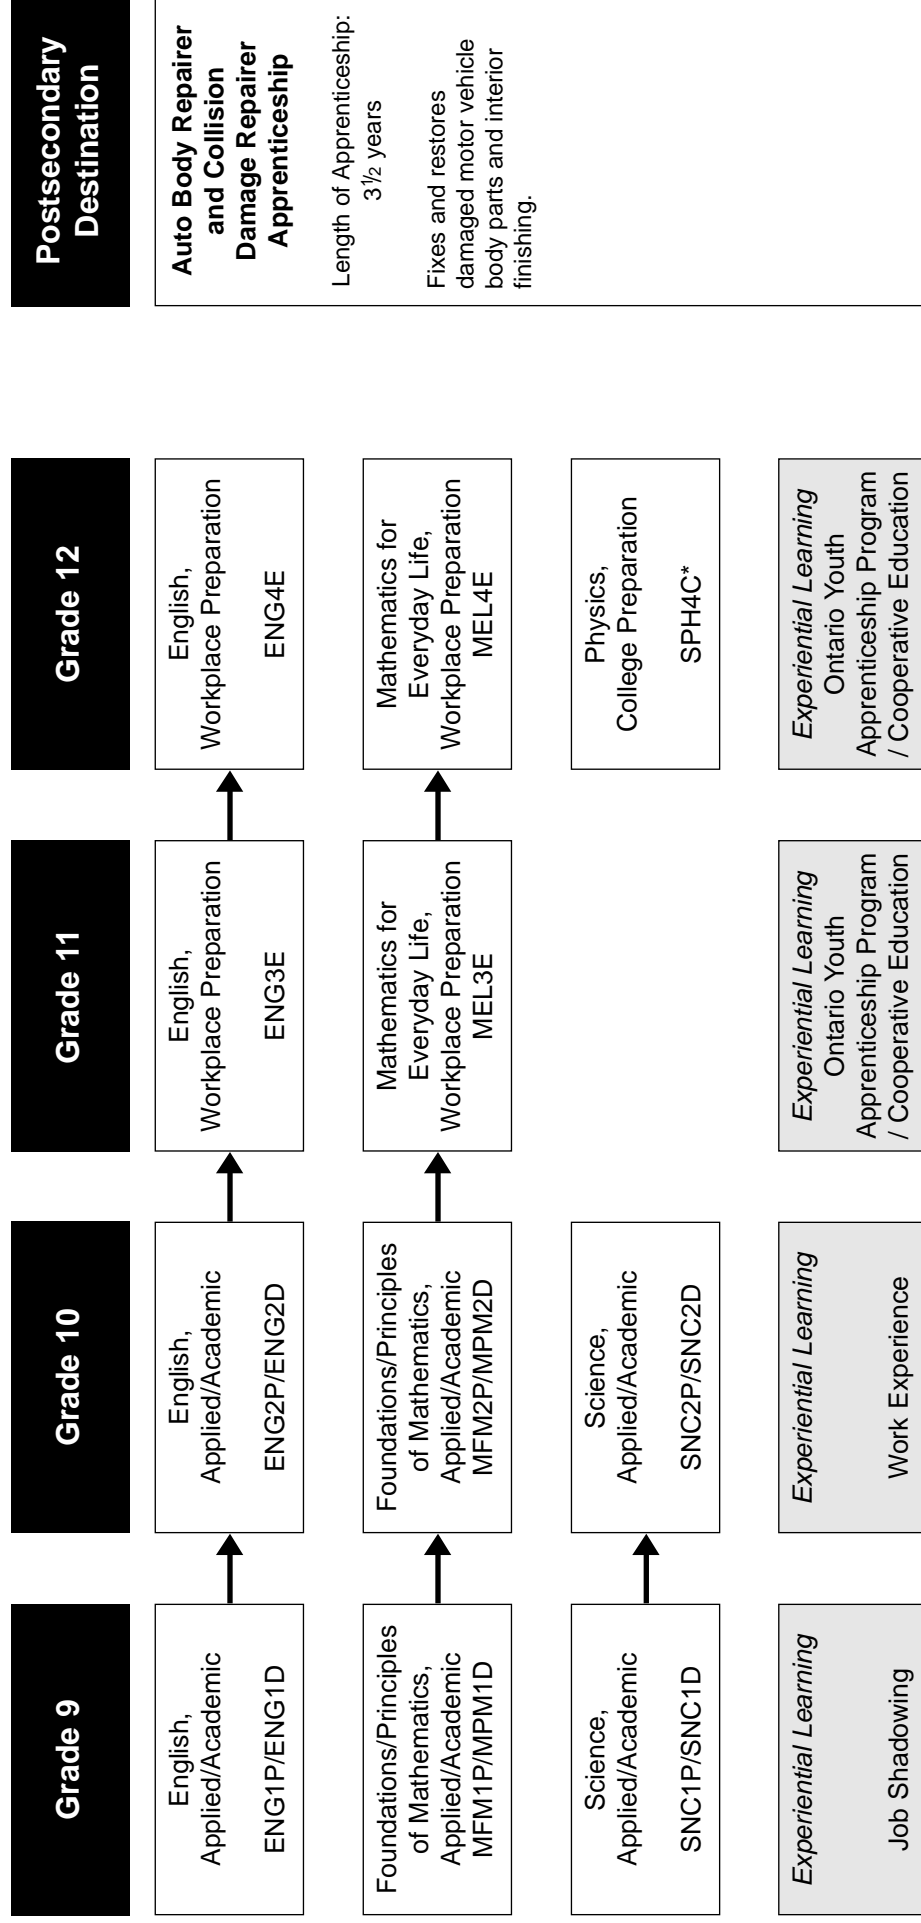 Grade 9
Grade 10
Grade 11
Grade 12
Postsecondary
Destination
English,
Applied/Academic
ENG1P/ENG1D
English,
Applied/Academic
ENG2P/ENG2D
English,
Workplace Preparation
ENG3E
English,
Workplace Preparation
ENG4E
Auto Body Repairer
and Collision
Damage Repairer
Apprenticeship
Length of Apprenticeship:
3½ years
Fixes and restores
damaged motor vehicle
body parts and interior
finishing.
Foundations/Principles
of Mathematics,
Applied/Academic
MFM1P/MPM1D
Foundations/Principles
of Mathematics,
Applied/Academic
MFM2P/MPM2D
Mathematics for
Everyday Life,
Workplace Preparation
MEL3E
Mathematics for
Everyday Life,
Workplace Preparation
MEL4E
Science,
Applied/Academic
SNC1P/SNC1D
Science,
Applied/Academic
SNC2P/SNC2D
Physics,
College Preparation
SPH4C*
Experiential Learning
Job Shadowing
Experiential Learning
Work Experience
Experiential Learning
Ontario Youth
Apprenticeship Program
/ Cooperative Education
Experiential Learning
Ontario Youth
Apprenticeship Program
/ Cooperative Education